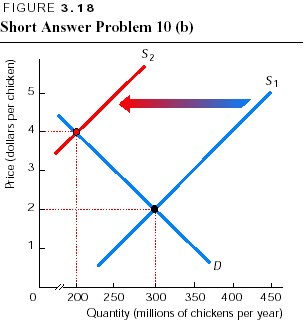 FIGURE 3.18
Short Answer Problem 10 (b)
Price (dollars per chicken)
S2
S1
5
4
3
2
1
D
0 200 250 300 350 400 450
Quantity (millions of chickens per year)